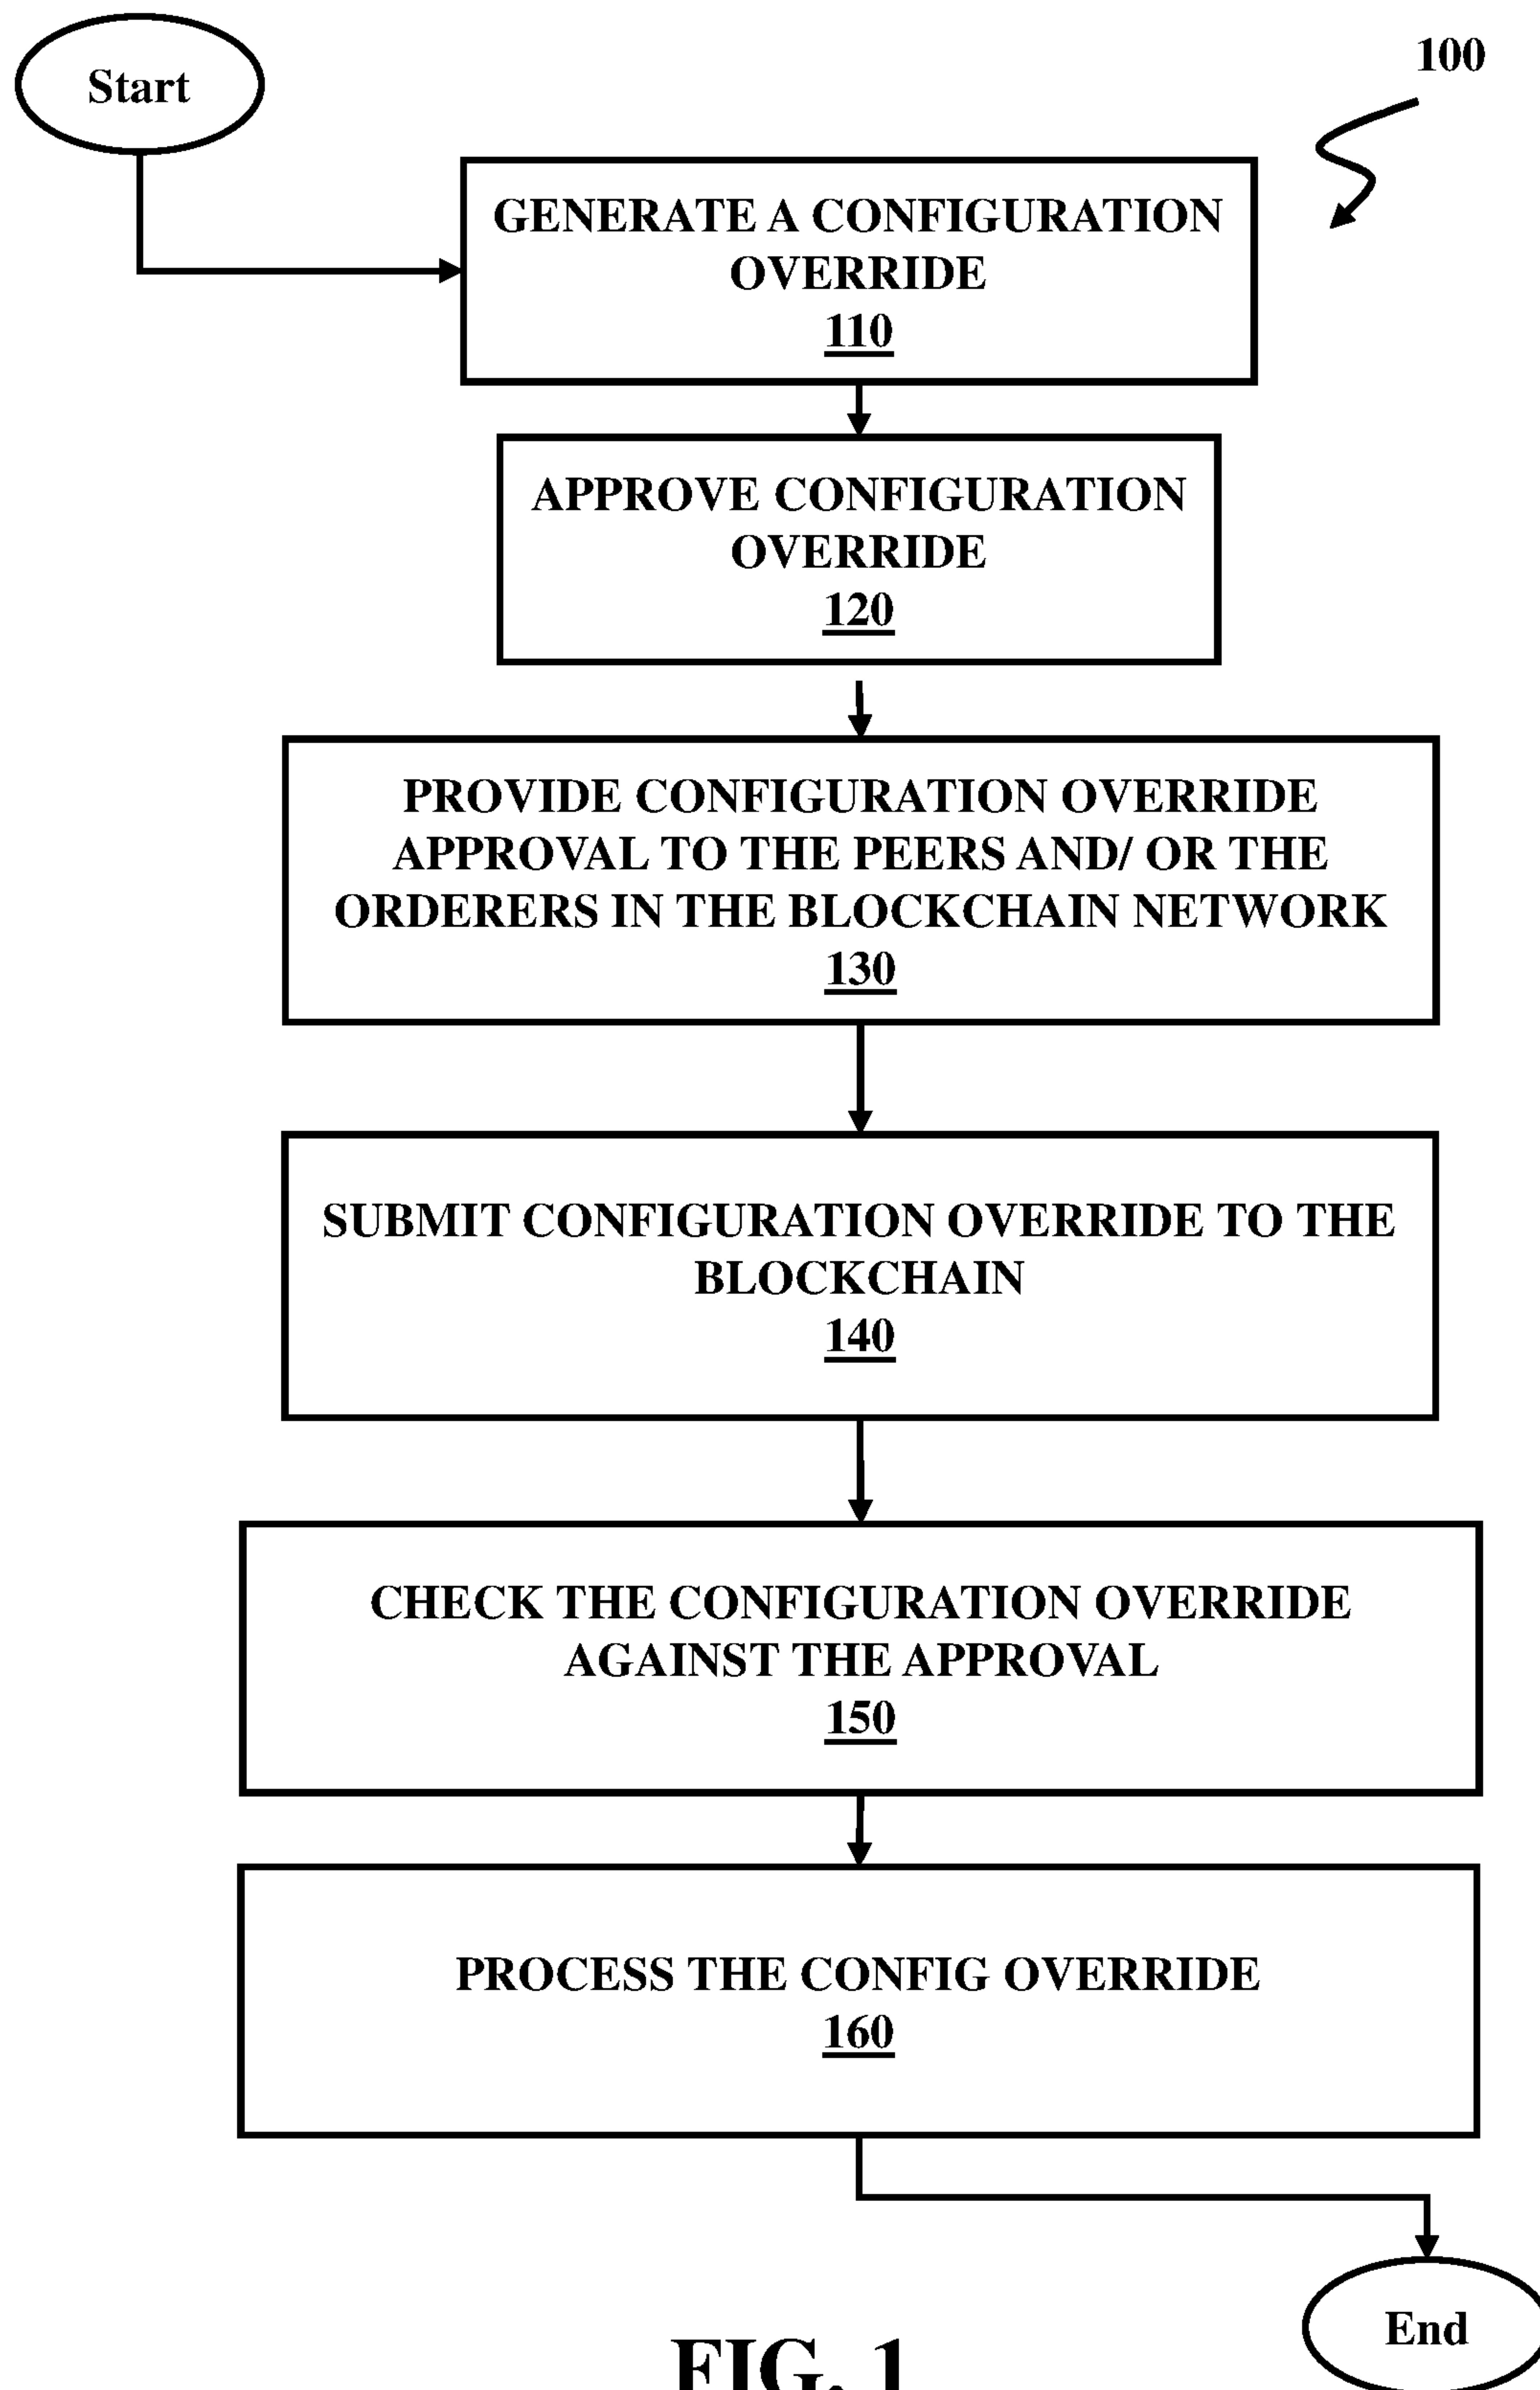 Start
100
GENERATE A CONFIGURATION
OVERRIDE
110
APPROVE CONFIGURATION
OVERRIDE
120
PROVIDE CONFIGURATION OVERRIDE
APPROVAL TO THE PEERS AND/ OR THE
ORDERERS IN THE BLOCKCHAIN NETWORK
130
SUBMIT CONFIGURATION OVERRIDE TO THE
BLOCKCHAIN
140
CHECK THE CONFIGURATION OVERRIDE
AGAINST THE APPROVAL
150
PROCESS THE CONFIG OVERRIDE
160
End
FIG. 1